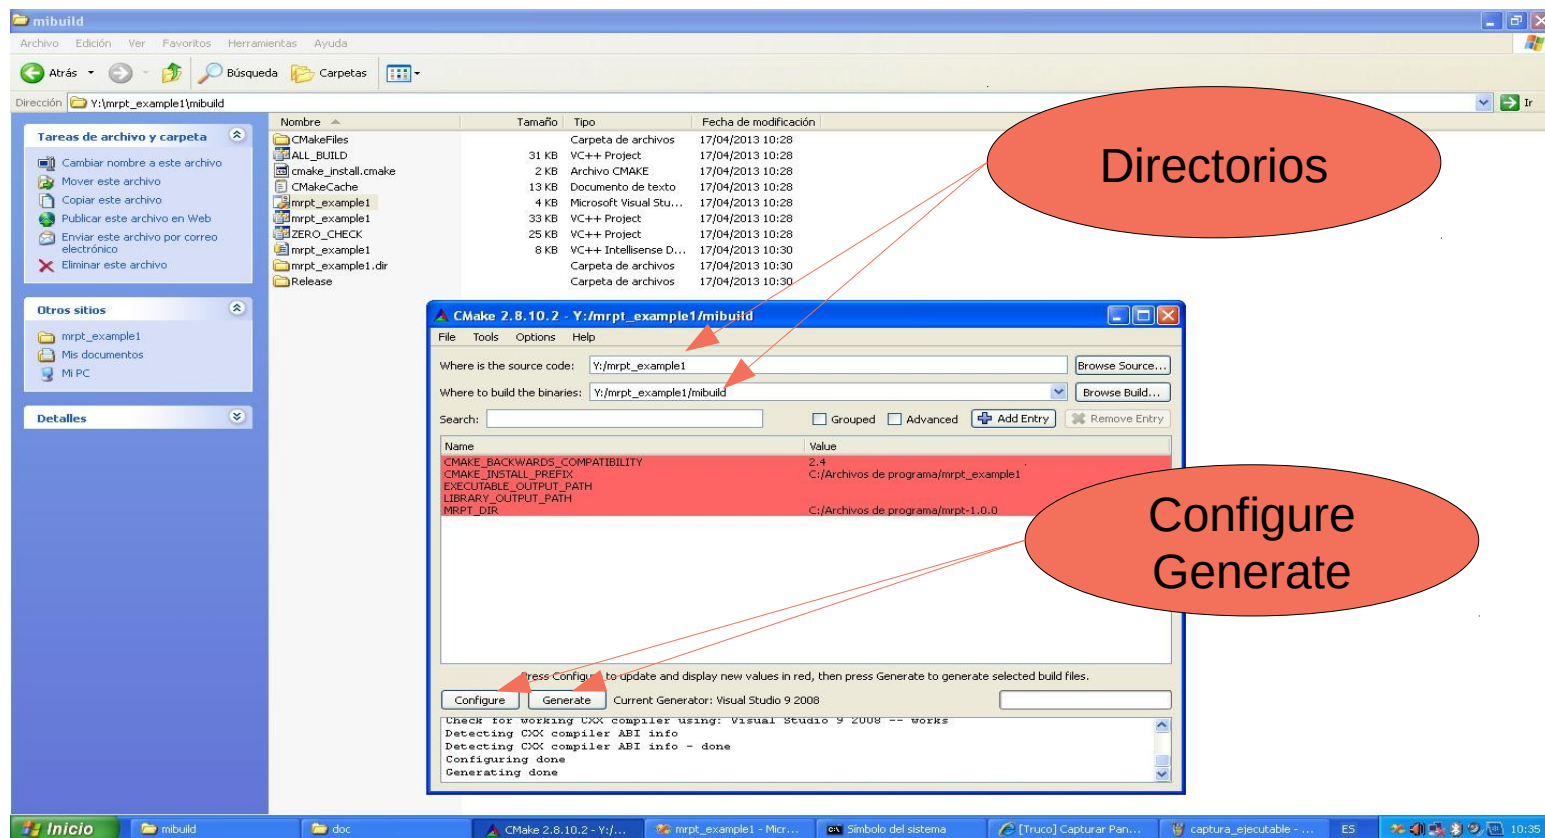 mibuild
Archivo Edición Ver Favoritos Herramientas Ayuda
Atrás Búsqueda Carpetas
Dirección Y:\mrpt_example1\mibuild Ir
Tareas de archivo y carpeta
Cambiar nombre a este archivo
Mover este archivo
Copiar este archivo
Publicar este archivo en Web
Enviar este archivo por correo
electrónico
Eliminar este archivo
Otros sitios
mrpt_example1
Mis documentos
Mi PC
Detalles
Nombre Tamaño Tipo Fecha de modificación
CMakeFiles Carpeta de archivos 17/04/2013 10:28
ALL_BUILD 31 KB VC++ Project 17/04/2013 10:28
cmake_install.cmake 2 KB Archivo CMAKE 17/04/2013 10:28
CMakeCache 13 KB Documento de texto 17/04/2013 10:28
mrpt_example1 4 KB Microsoft Visual Stu... 17/04/2013 10:28
mrpt_example1 33 KB VC++ Project 17/04/2013 10:28
ZERO_CHECK 25 KB VC++ Project 17/04/2013 10:28
mrpt_example1 8 KB VC++ Intellisense D... 17/04/2013 10:30
mrpt_example1.dir Carpeta de archivos 17/04/2013 10:30
Release Carpeta de archivos 17/04/2013 10:30
Directorios
CMake 2.8.10.2 - Y:/mrpt_example1/mibuild
File Tools Options Help
Where is the source code: Y:/mrpt_example1 Browse Source...
Where to build the binaries: Y:/mrpt_example1/mibuild Browse Build...
Search: Grouped Advanced Add Entry Remove Entry
Name Value
CMAKE_BACKWARDS_COMPATIBILITY 2.4
CMAKE_INSTALL_PREFIX C:/Archivos de programa/mrpt_example1
EXECUTABLE_OUTPUT_PATH
LIBRARY_OUTPUT_PATH
MRPT_DIR C:/Archivos de programa/mrpt-1.0.0
Configure
Generate
Press Configure to update and display new values in red, then press Generate to generate selected build files.
Configure Generate Current Generator: Visual Studio 9 2008
Check for working CXX compiler using: Visual Studio 9 2008 -- works
Detecting CXX compiler ABI info
Detecting CXX compiler ABI info - done
Configuring done
Generating done
Inicio mibuild doc CMake 2.8.10.2 - Y:/... mrpt_example1 - Micr... Símbolo del sistema [Truco] Capturar Pan... captura_ejecutable - ... ES 10:35